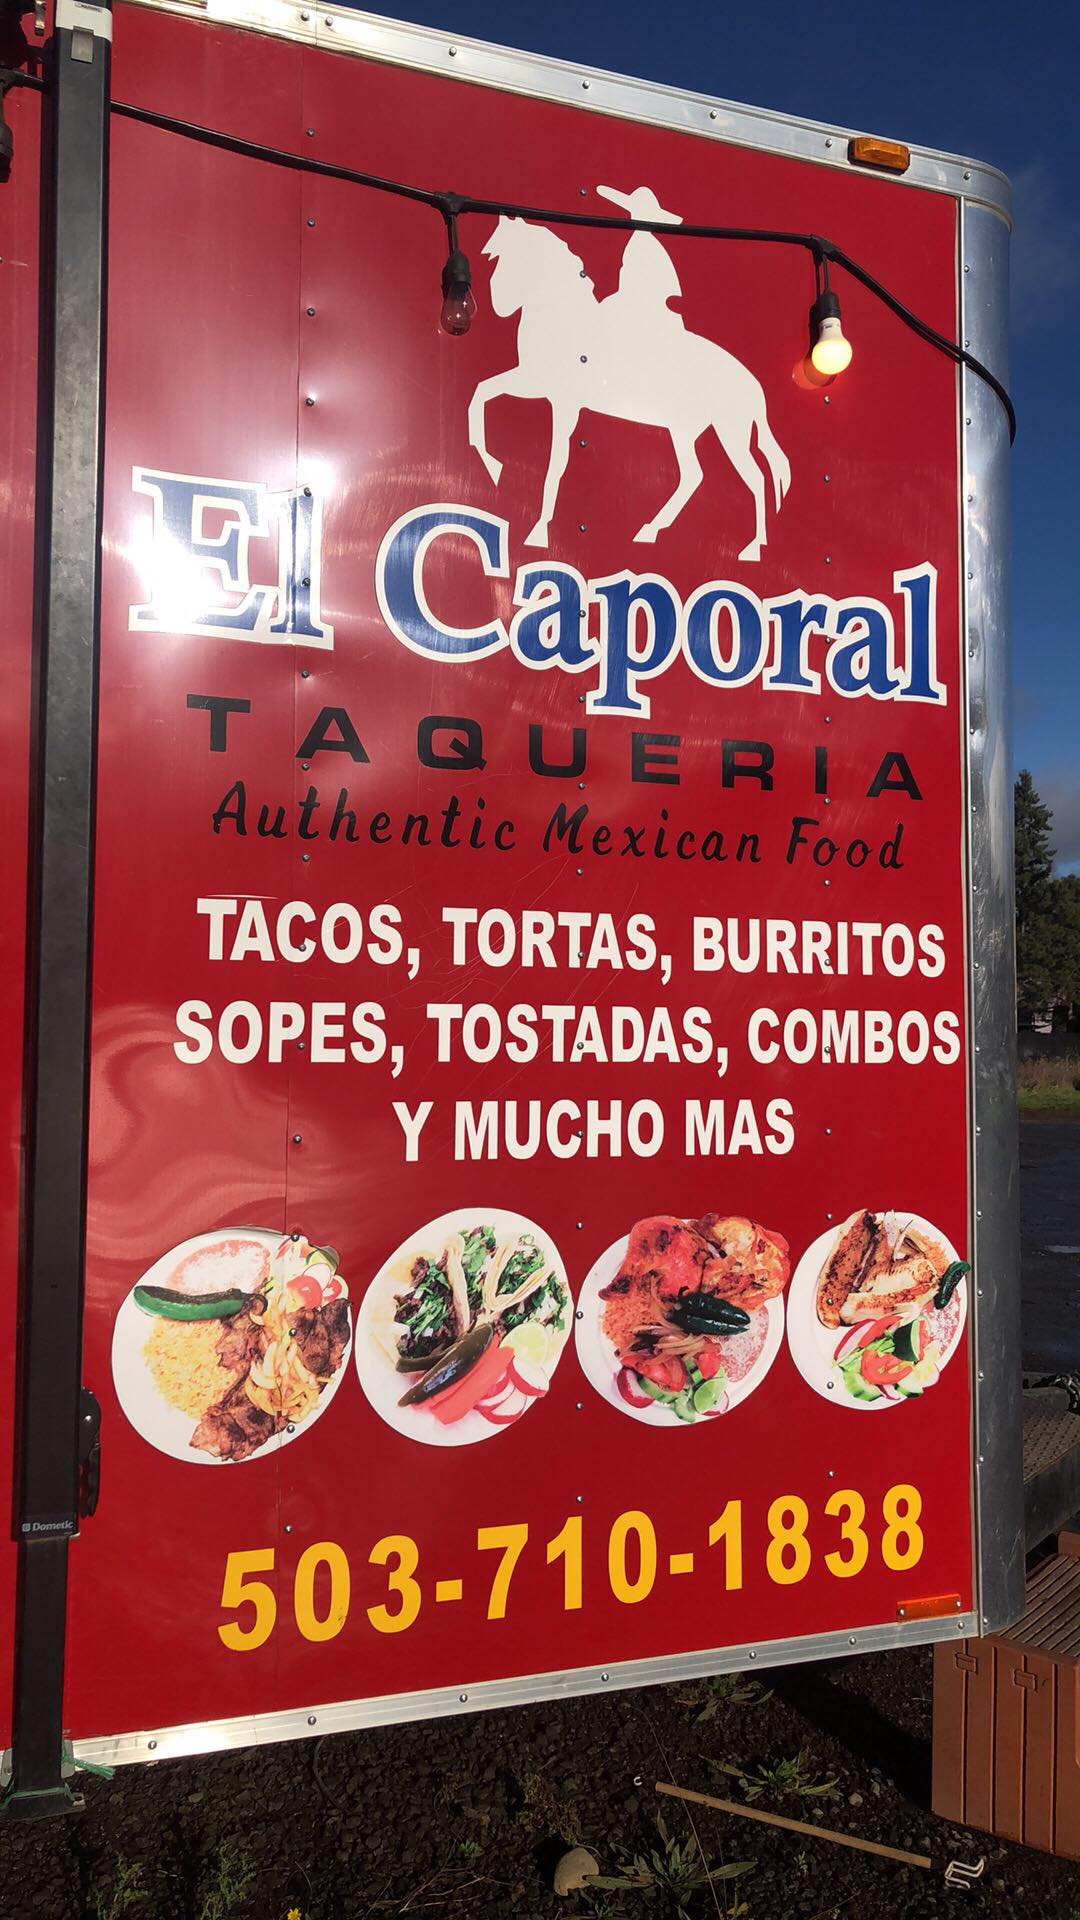 El Caporal
TAQUERIA
Authentic Mexican Food
TACOS, TORTAS, BURRITOS
SOPES, TOSTADAS, COMBOS
Y MUCHO MAS
Dometic
503-710-1838